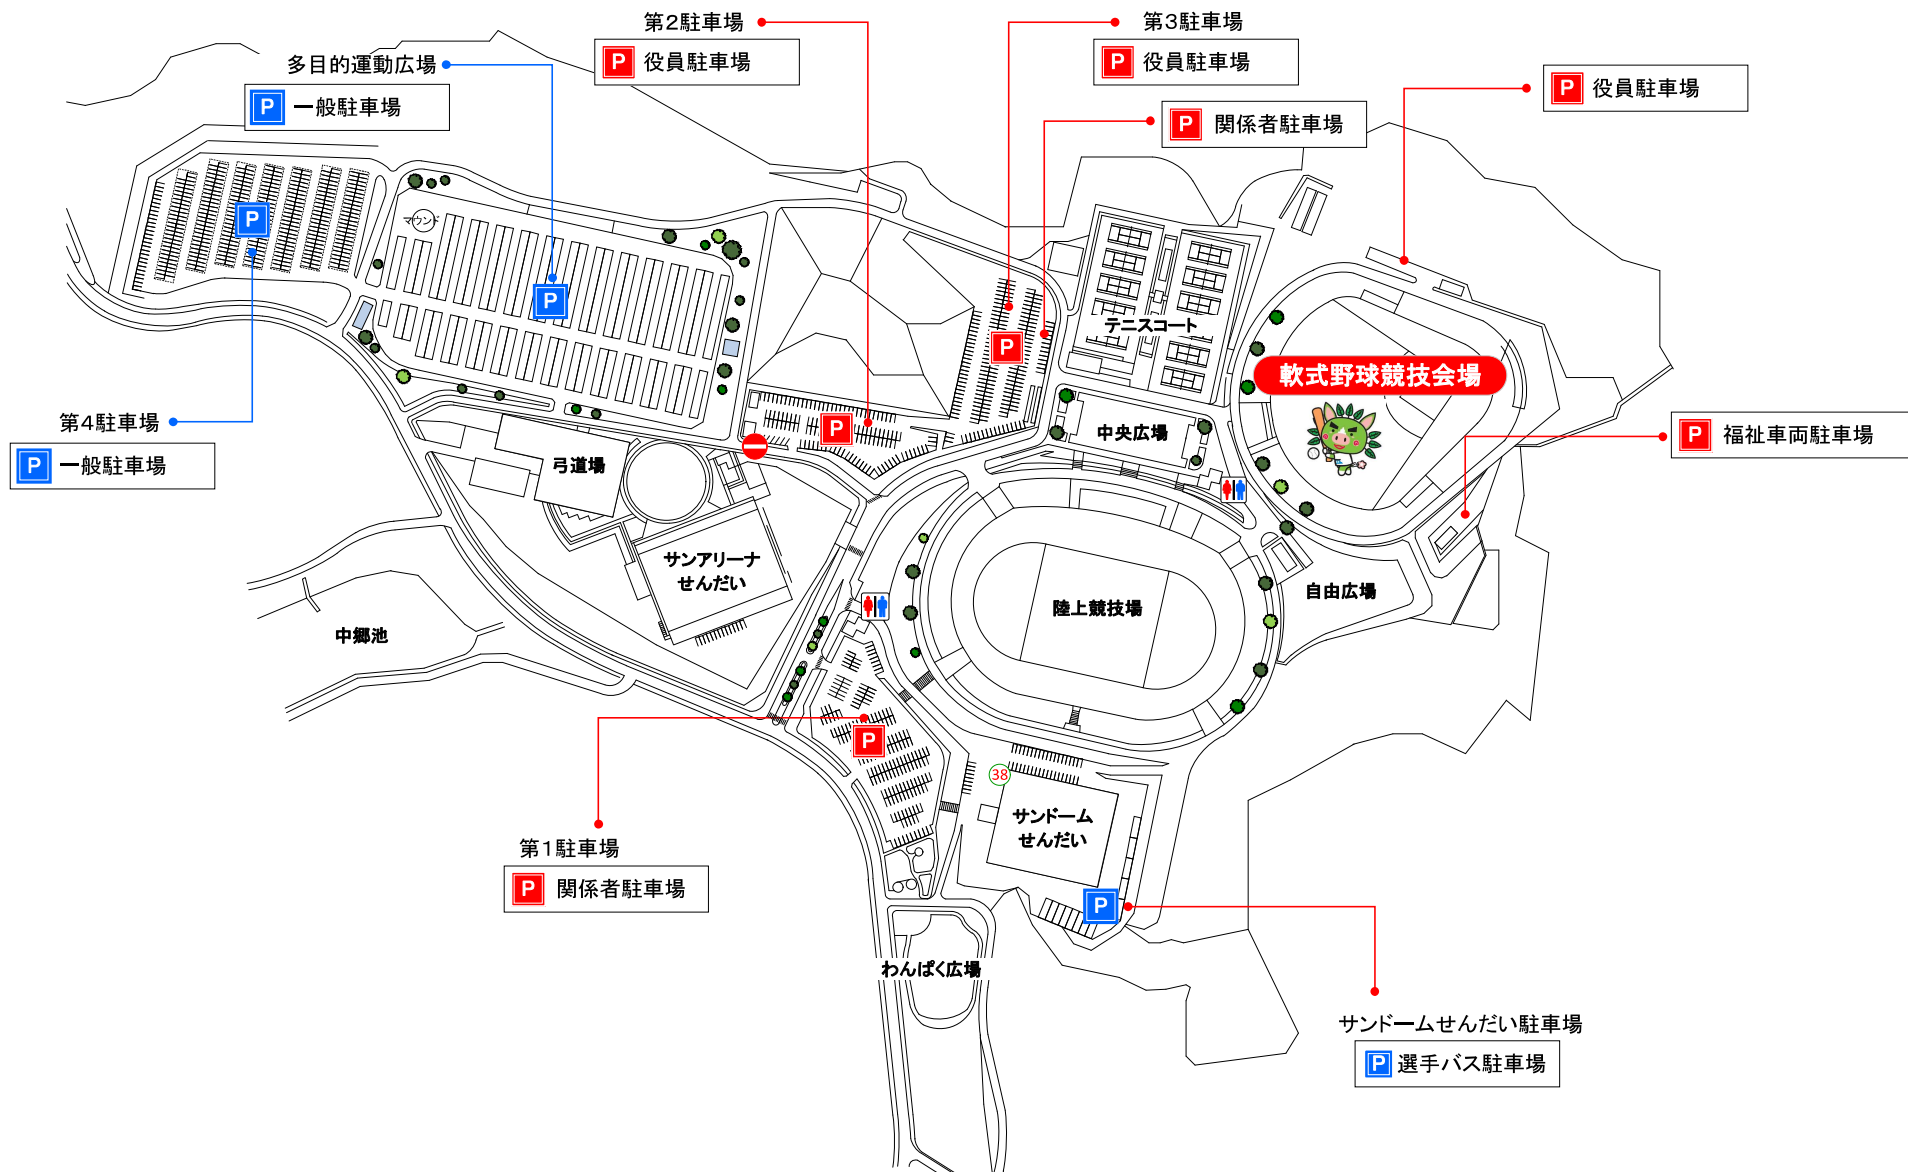 第2駐車場
P 役員駐車場
第3駐車場
P 役員駐車場
多目的運動広場
P 一般駐車場
P 役員駐車場
P 関係者駐車場
マウンド
P
P
P
テニスコート
軟式野球競技会場
第4駐車場
P 一般駐車場
P
中央広場
P 福祉車両駐車場
弓道場
サンアリーナ
せんだい
自由広場
陸上競技場
中郷池
P
38
サンドーム
せんだい
第1駐車場
P 関係者駐車場
P
わんぱく広場
サンドームせんだい駐車場
P 選手バス駐車場